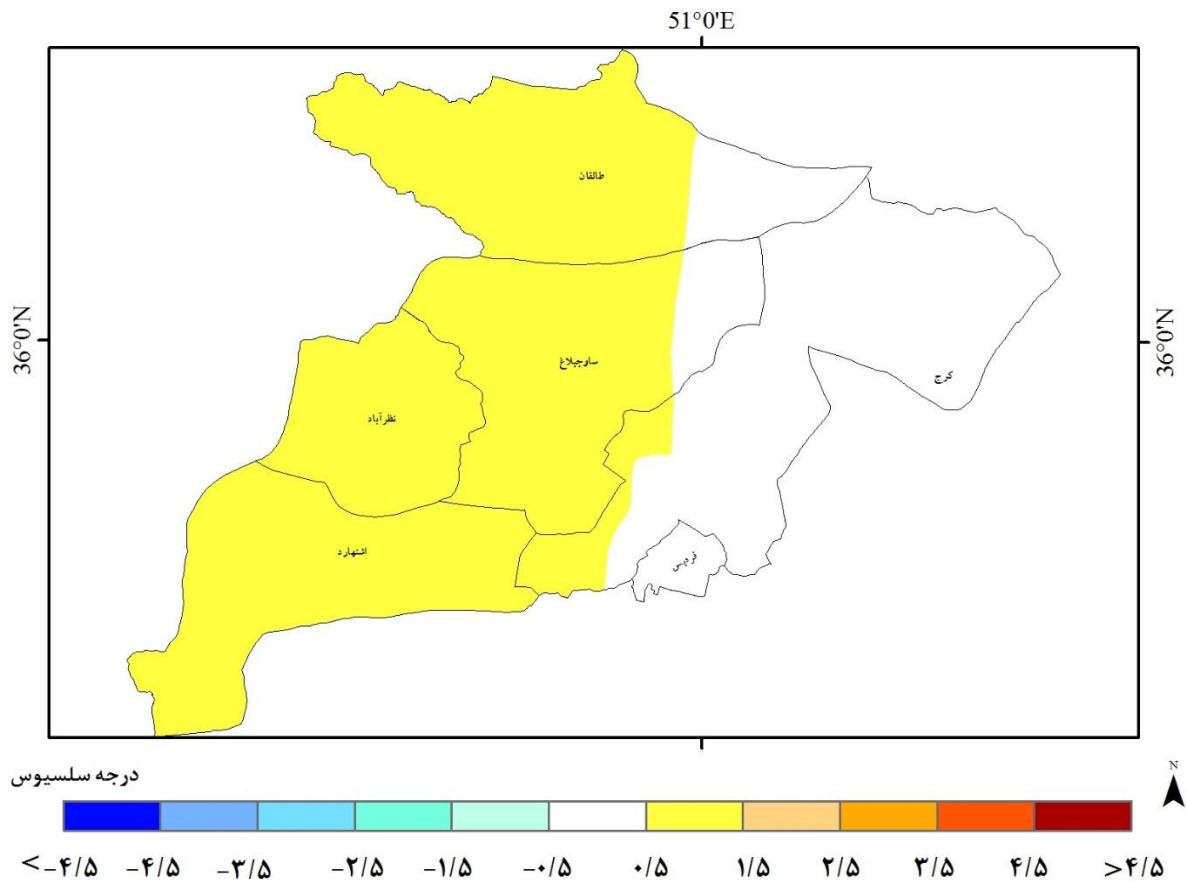 51°0'E
36°0'N
36°0'N
طالقان
ساوجبلاغ
کرج
نظرآباد
اشتهارد
فردیس
درجه سلسیوس
N
<-۴/۵ -۴/۵ -۳/۵ -۲/۵ -۱/۵ -۰/۵ ۰/۵ ۱/۵ ۲/۵ ۳/۵ ۴/۵ >۴/۵